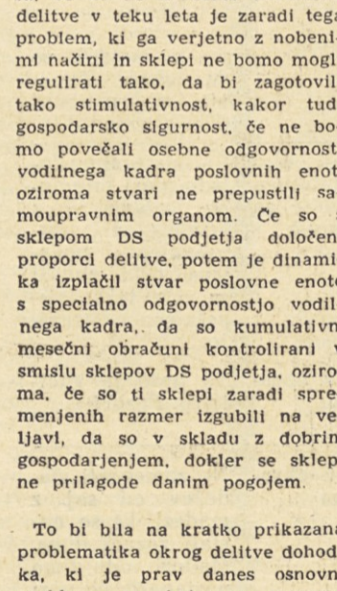 delitve v teku leta je zaradi tega
problem, ki ga verjetno z nobeni-
mi načini in sklepi ne bomo mogl
regulirati tako, da bi zagotovil
tako stimulativnost, kakor tud
gospodarsko sigurnost, če ne bo-
mo povečali osebne odgovornost
vodilnega kadra poslovnih enot
oziroma stvari ne prepustili sa-
moupravnim organom. Če so s
sklepom DS podjetja določen
proporci delitve, potem je dinami-
ka izplačil stvar poslovne enote
s specialno odgovornostjo vodil-
nega kadra, da so kumulativn
mesečni obračuni kontrolirani v
smislu sklepov DS podjetja, oziro-
ma, če so ti sklepi zaradi spre-
menjenih razmer izgubili na ve-
ljavi, da so v skladu z dobrim
gospodarjenjem, dokler se sklep
ne prilagode danim pogojem.
To bi bila na kratko prikazana
problematika okrog delitve dohod-
ka, ki je prav danes osnovn